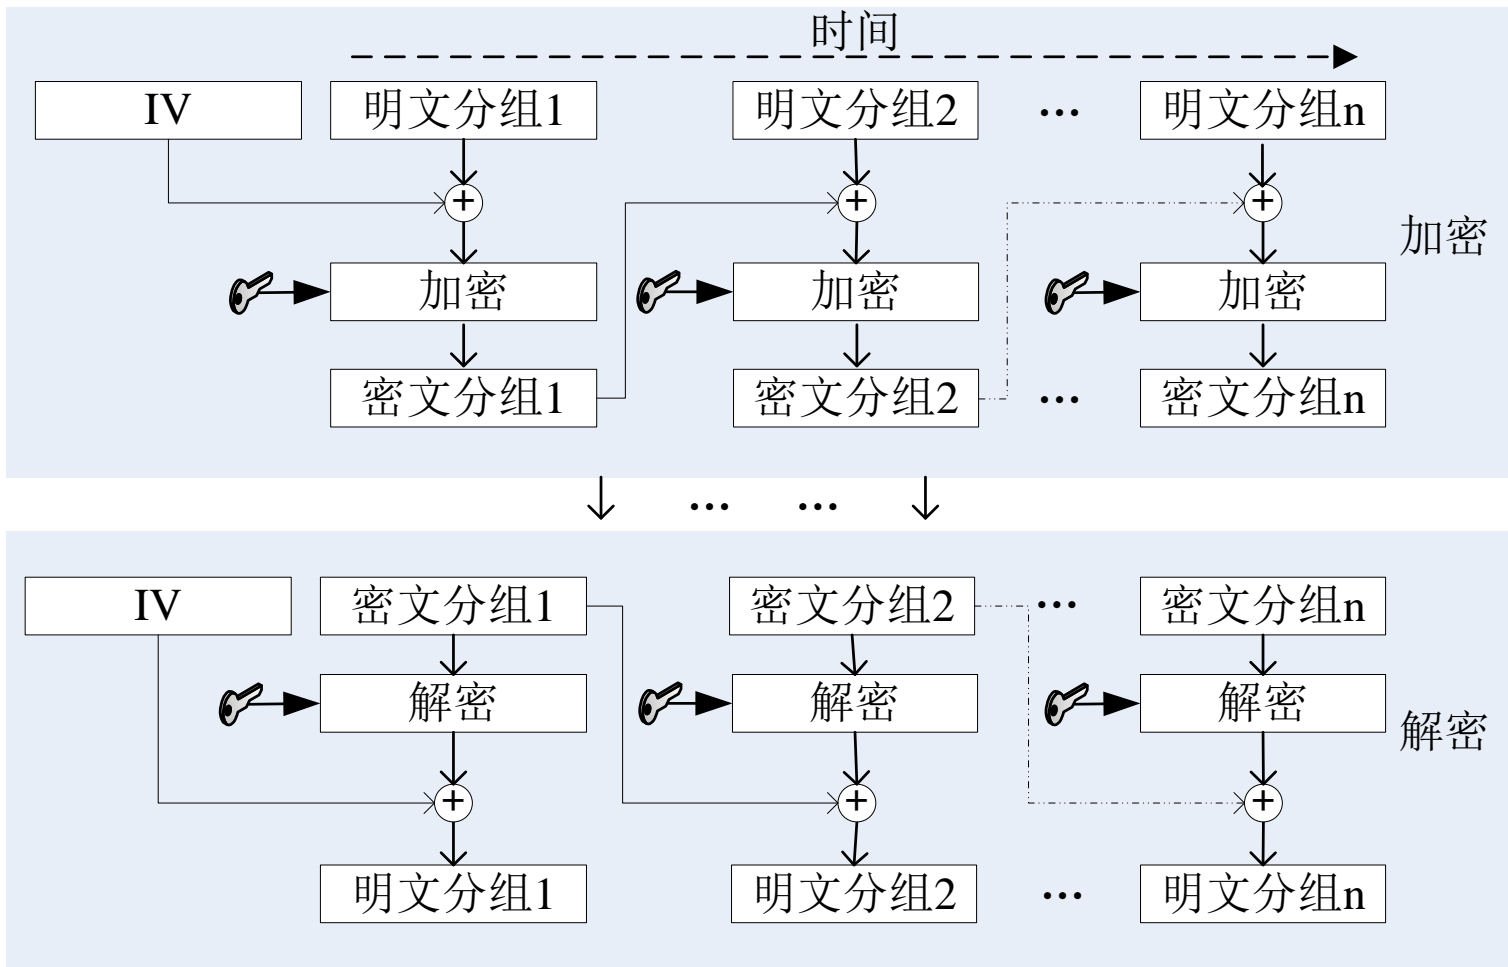 时间
IV 明文分组1 明文分组2 … 明文分组n
+ + +
加密
加密 加密 加密
密文分组1 密文分组2 … 密文分组n
… …
IV 密文分组1 密文分组2 … 密文分组n
解密 解密 解密
解密
+ + +
明文分组1 明文分组2 … 明文分组n